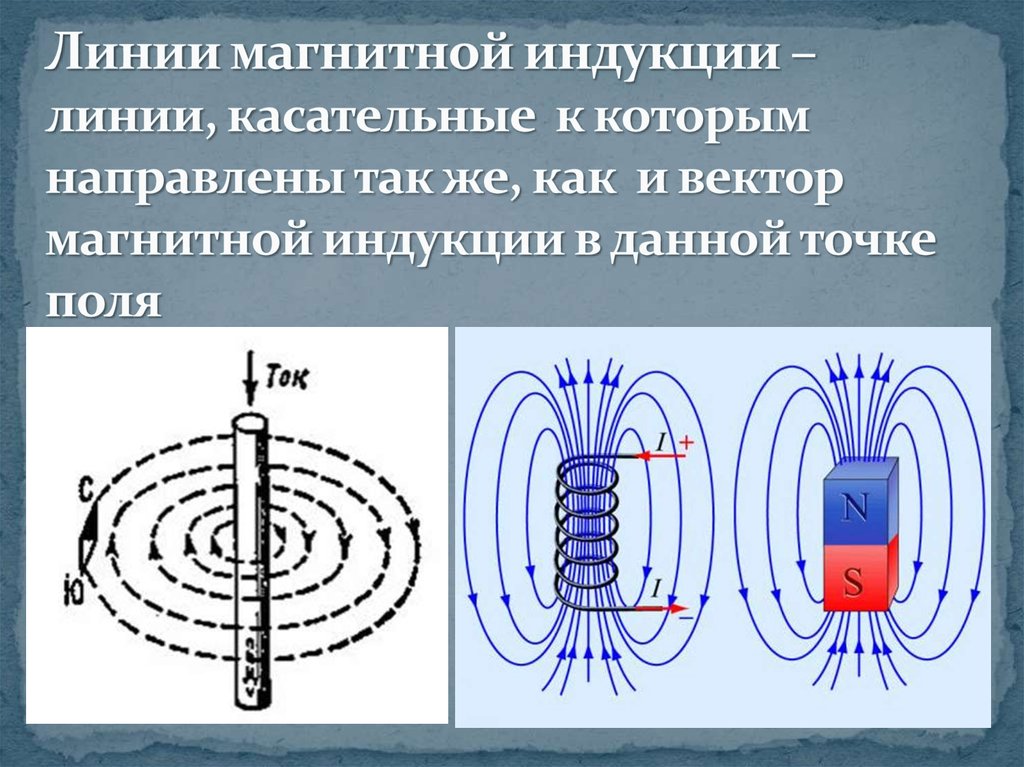 Линии магнитной индукции –
линии, касательные к которым
направлены так же, как и вектор
магнитной индукции в данной точке
поля
Ток
С
Ю
I +
I
–
N
S